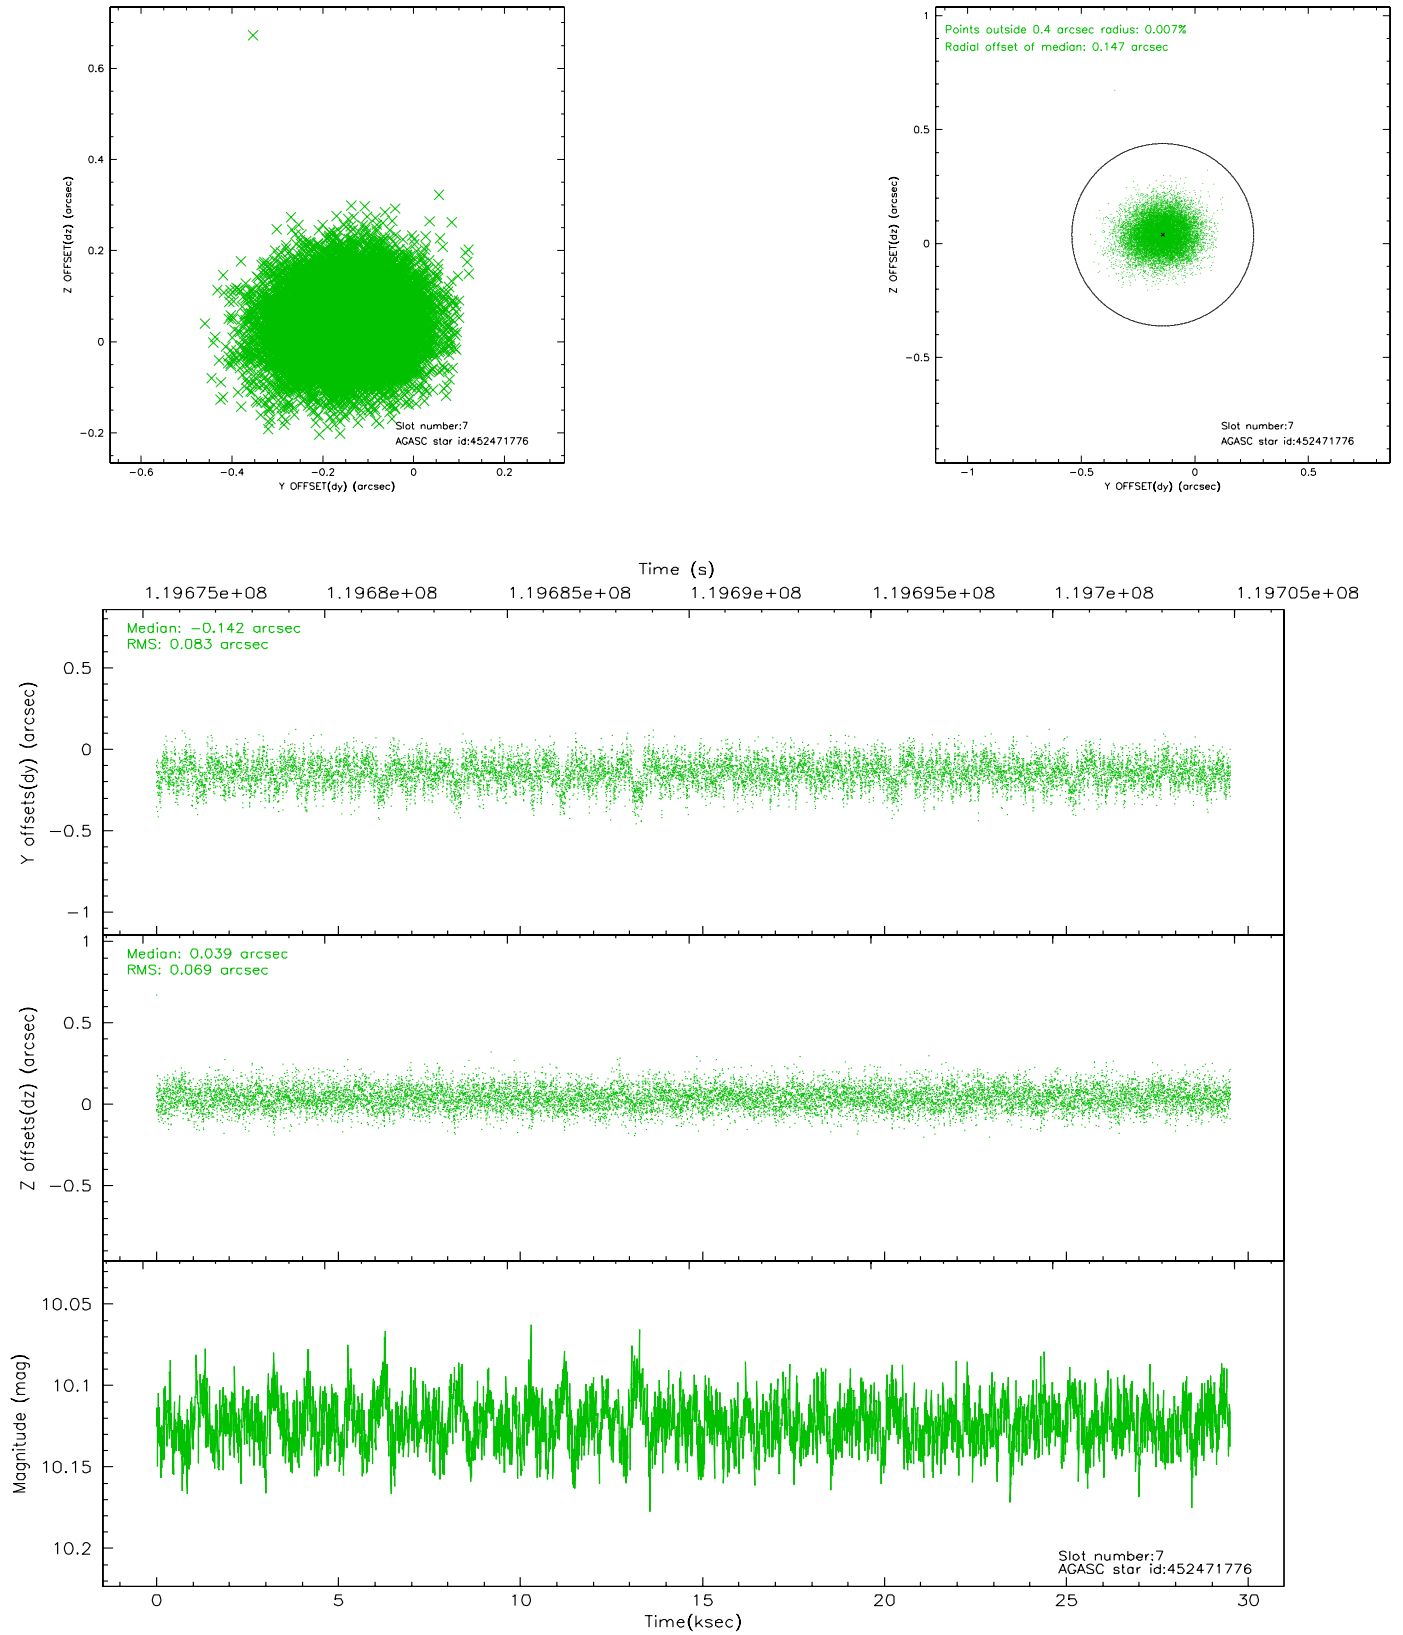 0.6
0.4
0.2
0
−0.2
−0.6
−0.4
−0.2
0
0.2
Z OFFSET(dz) (arcsec)
Y OFFSET(dy) (arcsec)
Slot number:7
AGASC star id:452471776
Points outside 0.4 arcsec radius: 0.007%
Radial offset of median: 0.147 arcsec
1
0.5
0
−0.5
−1
−0.5
0
0.5
Z OFFSET(dz) (arcsec)
Y OFFSET(dy) (arcsec)
Slot number:7
AGASC star id:452471776
Time (s)
1.19675e+08 1.1968e+08 1.19685e+08 1.1969e+08 1.19695e+08 1.197e+08 1.19705e+08
Median: −0.142 arcsec
RMS: 0.083 arcsec
0.5
0
−0.5
−1
Y offsets(dy) (arcsec)
Median: 0.039 arcsec
RMS: 0.069 arcsec
1
0.5
0
−0.5
Z offsets(dz) (arcsec)
10.05
10.1
10.15
10.2
Magnitude (mag)
Slot number:7
AGASC star id:452471776
0 5 10 15 20 25 30
Time(ksec)